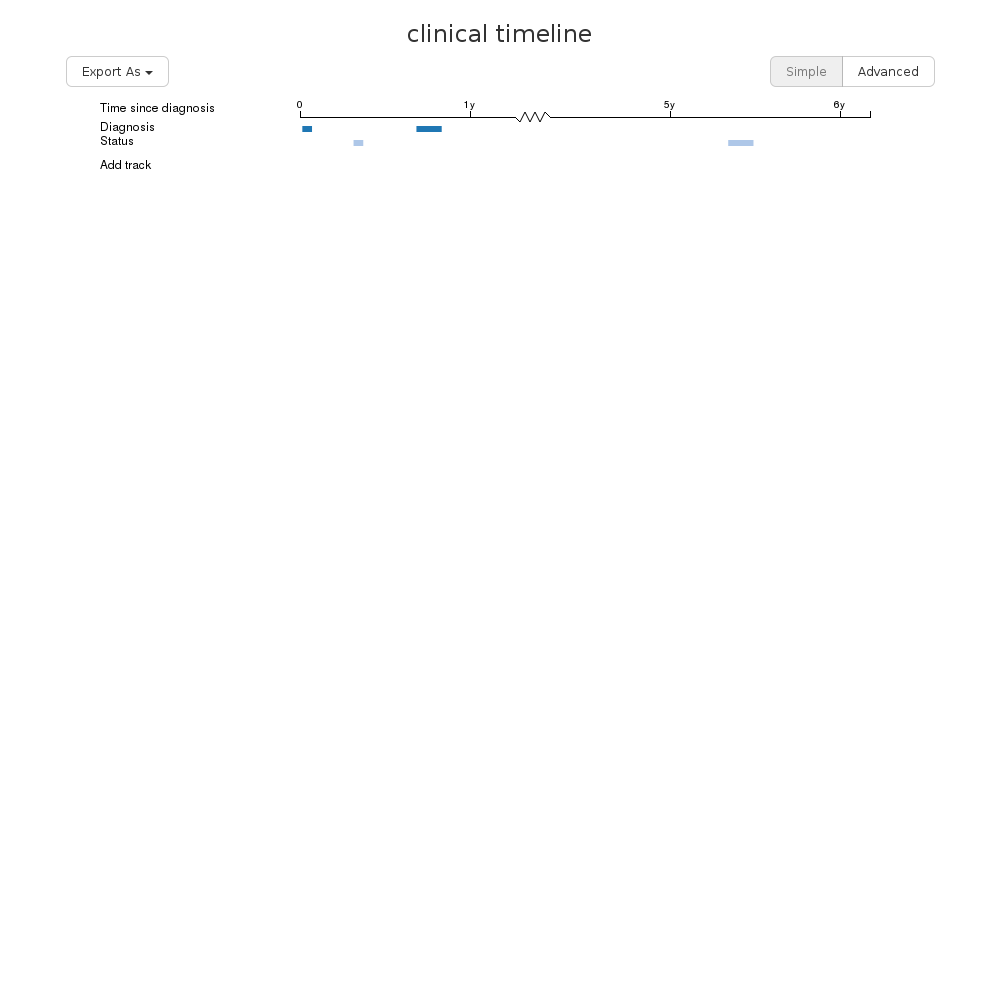 clinical timeline
Export As
Simple Advanced
Time since diagnosis 0 1y 5y 6y
Diagnosis
Status
Add track